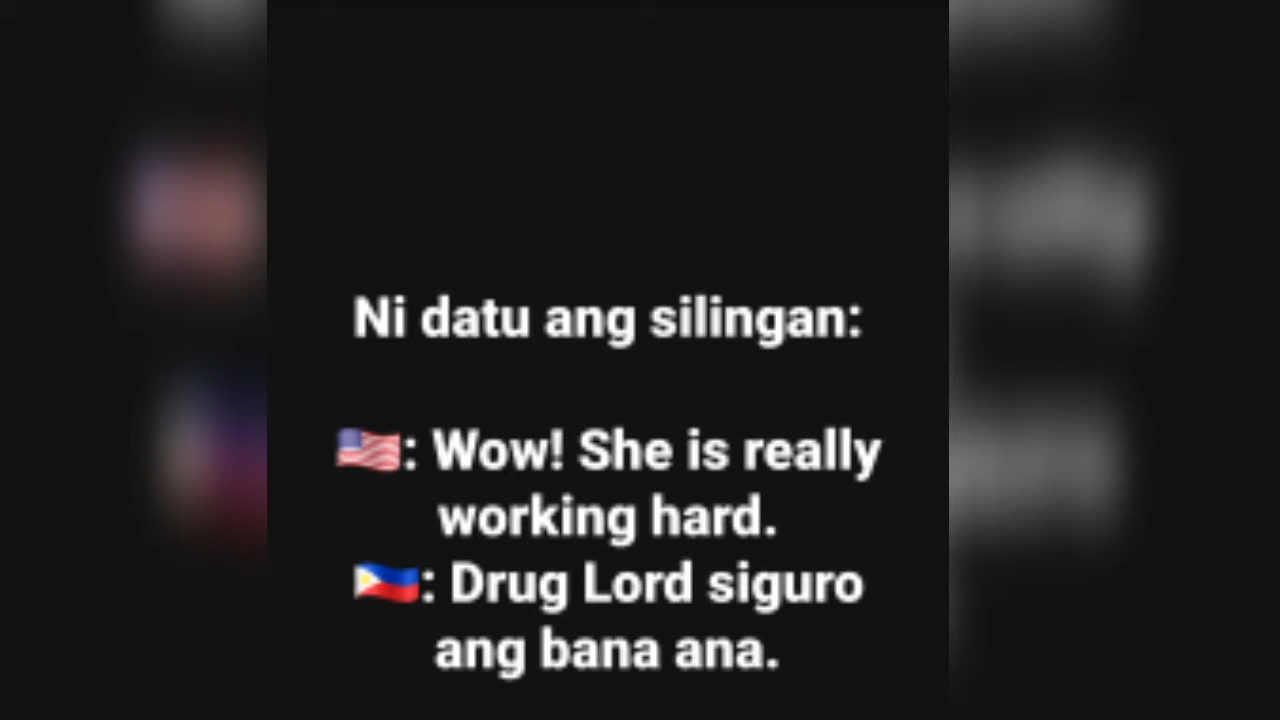 Ni datu ang silingan:
🇺🇸: Wow! She is really
working hard.
🇵🇭: Drug Lord siguro
ang bana ana.